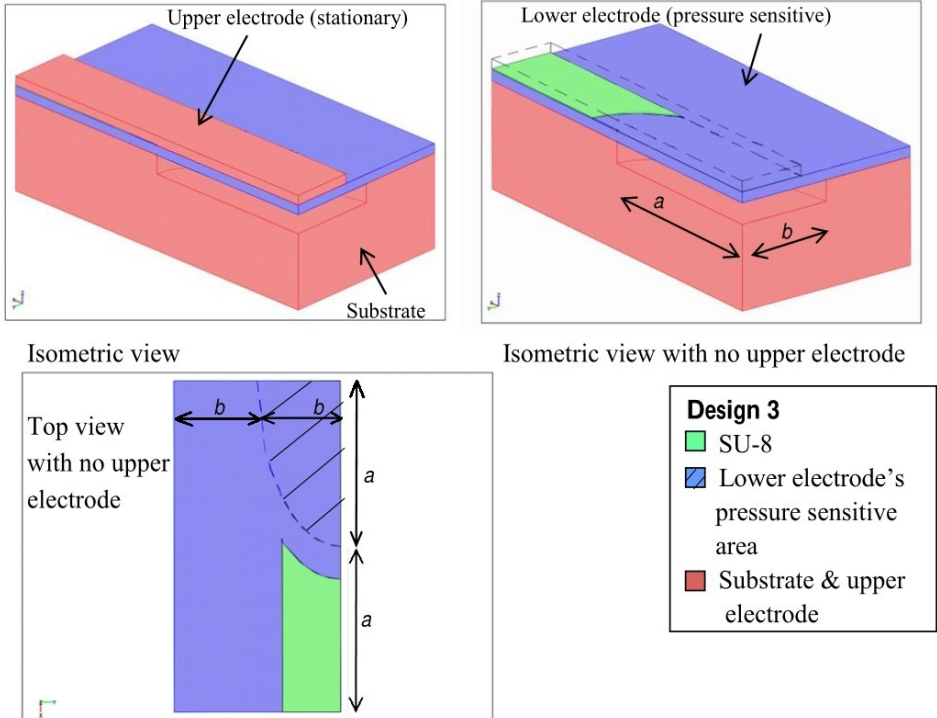 Upper electrode (stationary)
Substrate
Lower electrode (pressure sensitive)
a
b
Isometric view
Isometric view with no upper electrode
Top view
with no upper
electrode
b
b
a
a
Design 3
SU-8
Lower electrode's
pressure sensitive
area
Substrate & upper
electrode